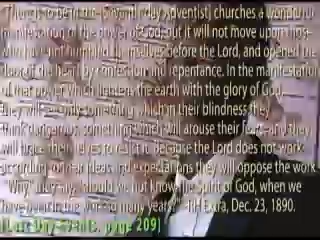 "There is to be in the [Seventh-day Adventist] churches a wonderful
manifestation of the power of God, but it will not move upon those
who have not humbled themselves before the Lord, and opened the
door of the heart by confession and repentance. In the manifestation
of that power which lightens the earth with the glory of God,
they will see only something which in their blindness they
think dangerous, something which will arouse their fears, and they
will brace themselves to resist it. Because the Lord does not work
according to their ideas and expectations they will oppose the work.
"Why," they say, "should we not know the Spirit of God, when we
have been in the work so many years?" -RH Extra, Dec. 23, 1890.
[Last Day Events, page 209]